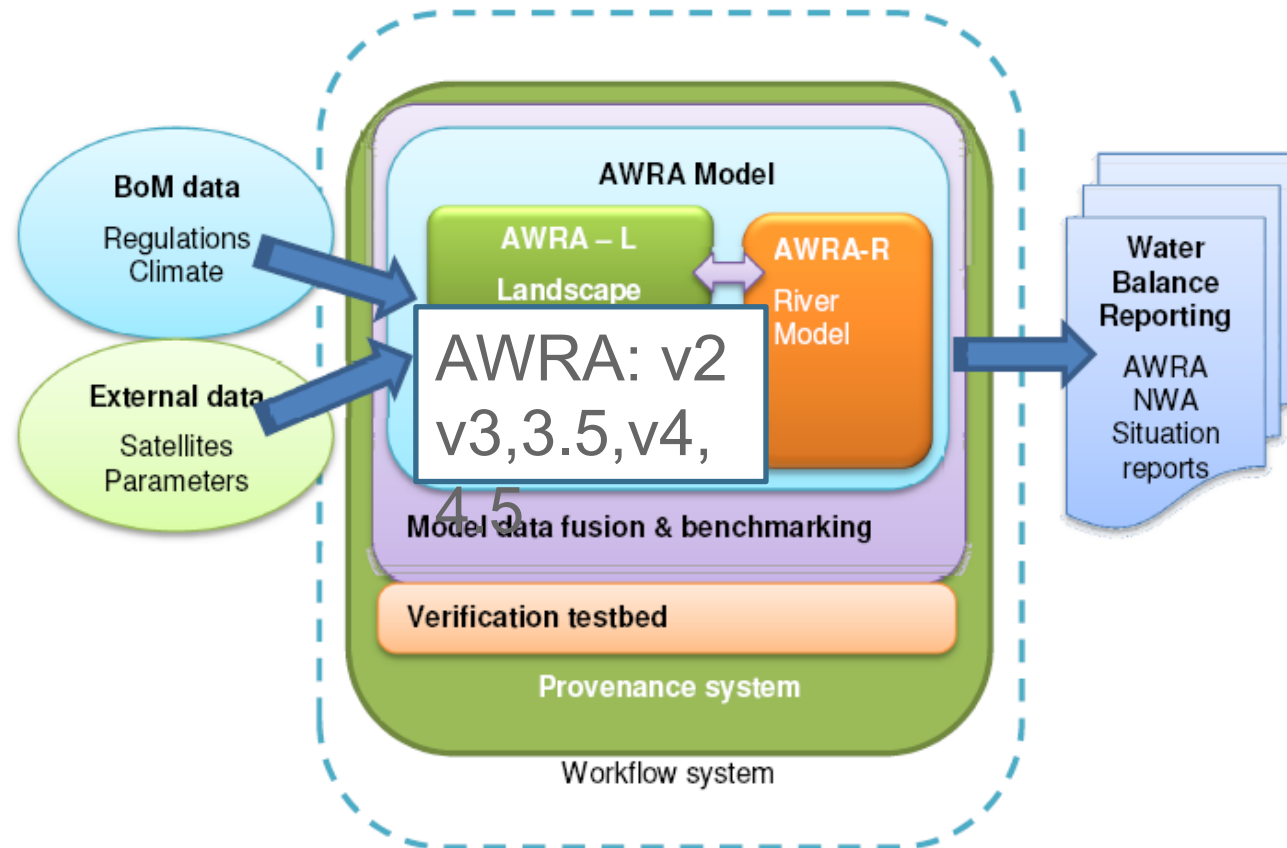 BoM data
Regulations
Climate
External data
Satellites
Parameters
AWRA Model
AWRA – L
Landscape
AWRA-R
River
Model
AWRA: v2
v3,3.5,v4,
4.5
Model data fusion & benchmarking
Verification testbed
Provenance system
Workflow system
Water
Balance
Reporting
AWRA
NWA
Situation
reports